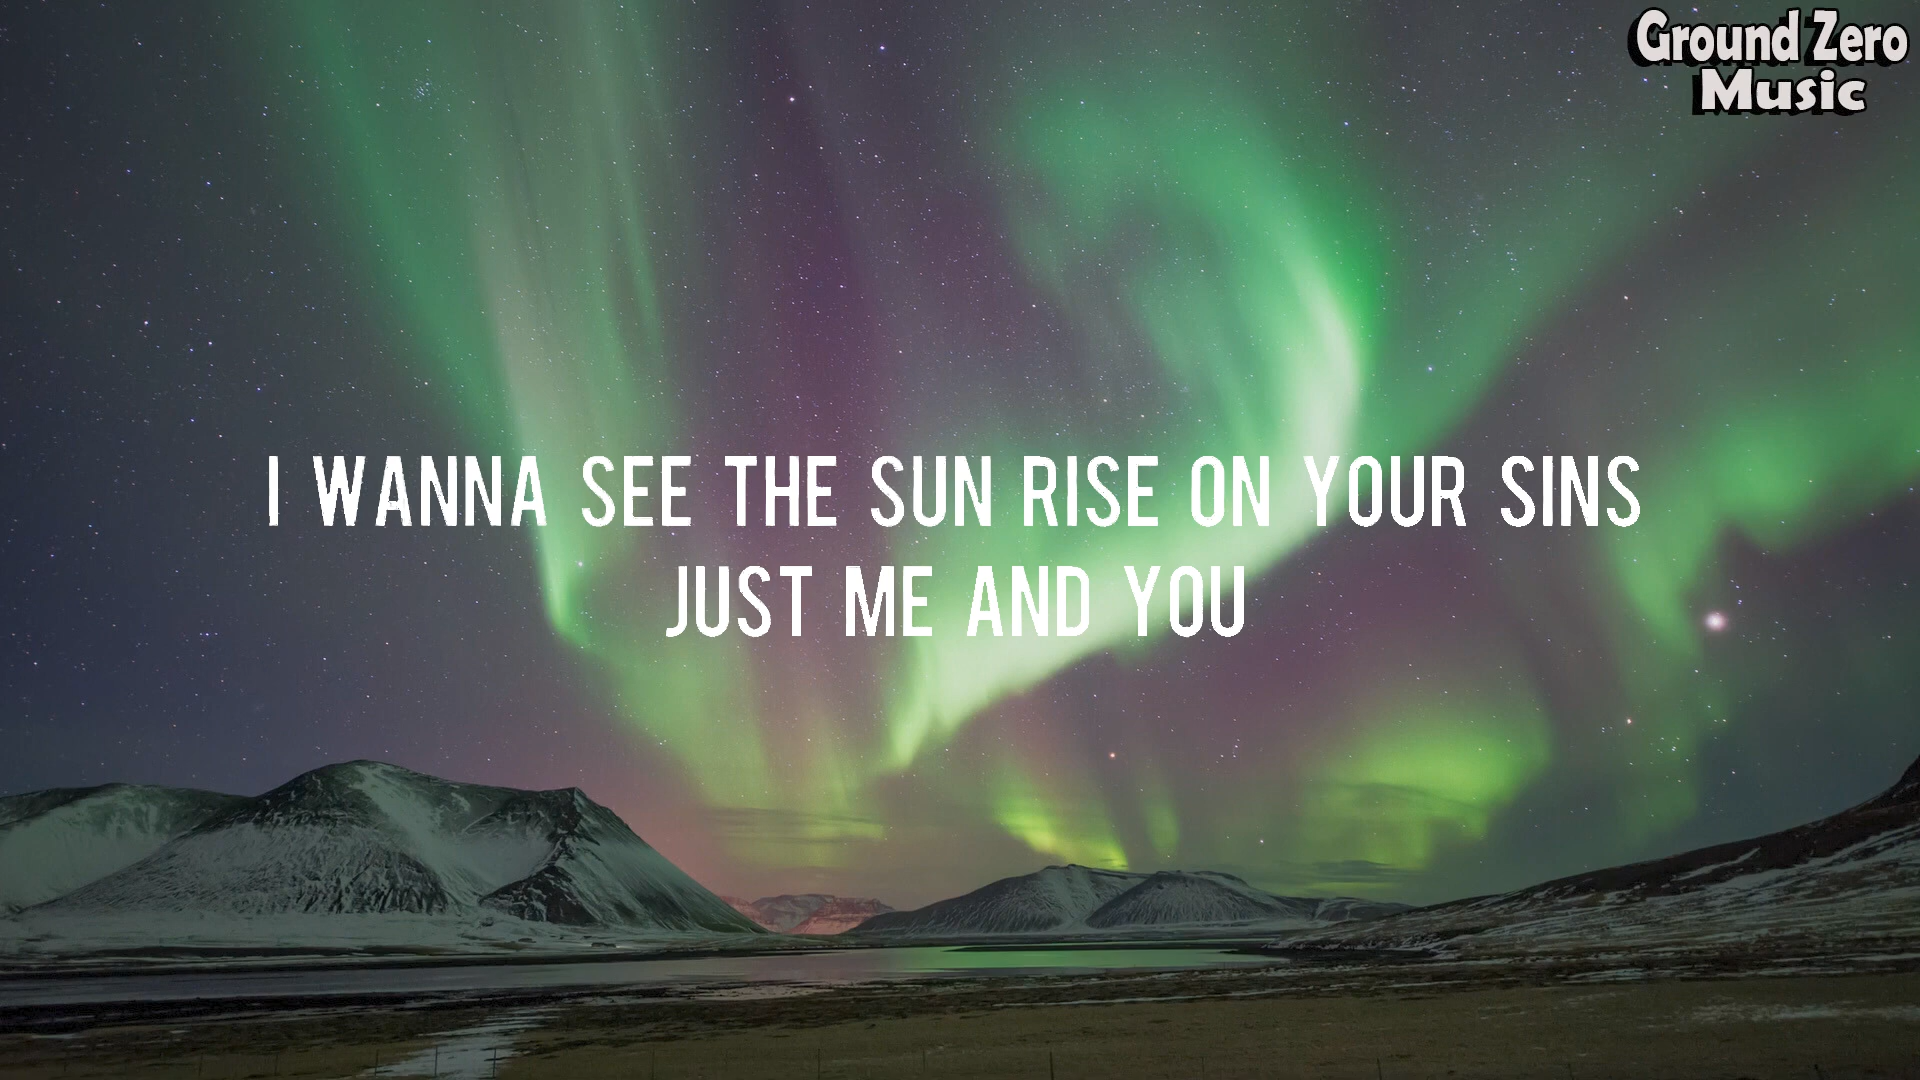 Ground Zero
Music
I WANNA SEE THE SUN RISE ON YOUR SINS
JUST ME AND YOU